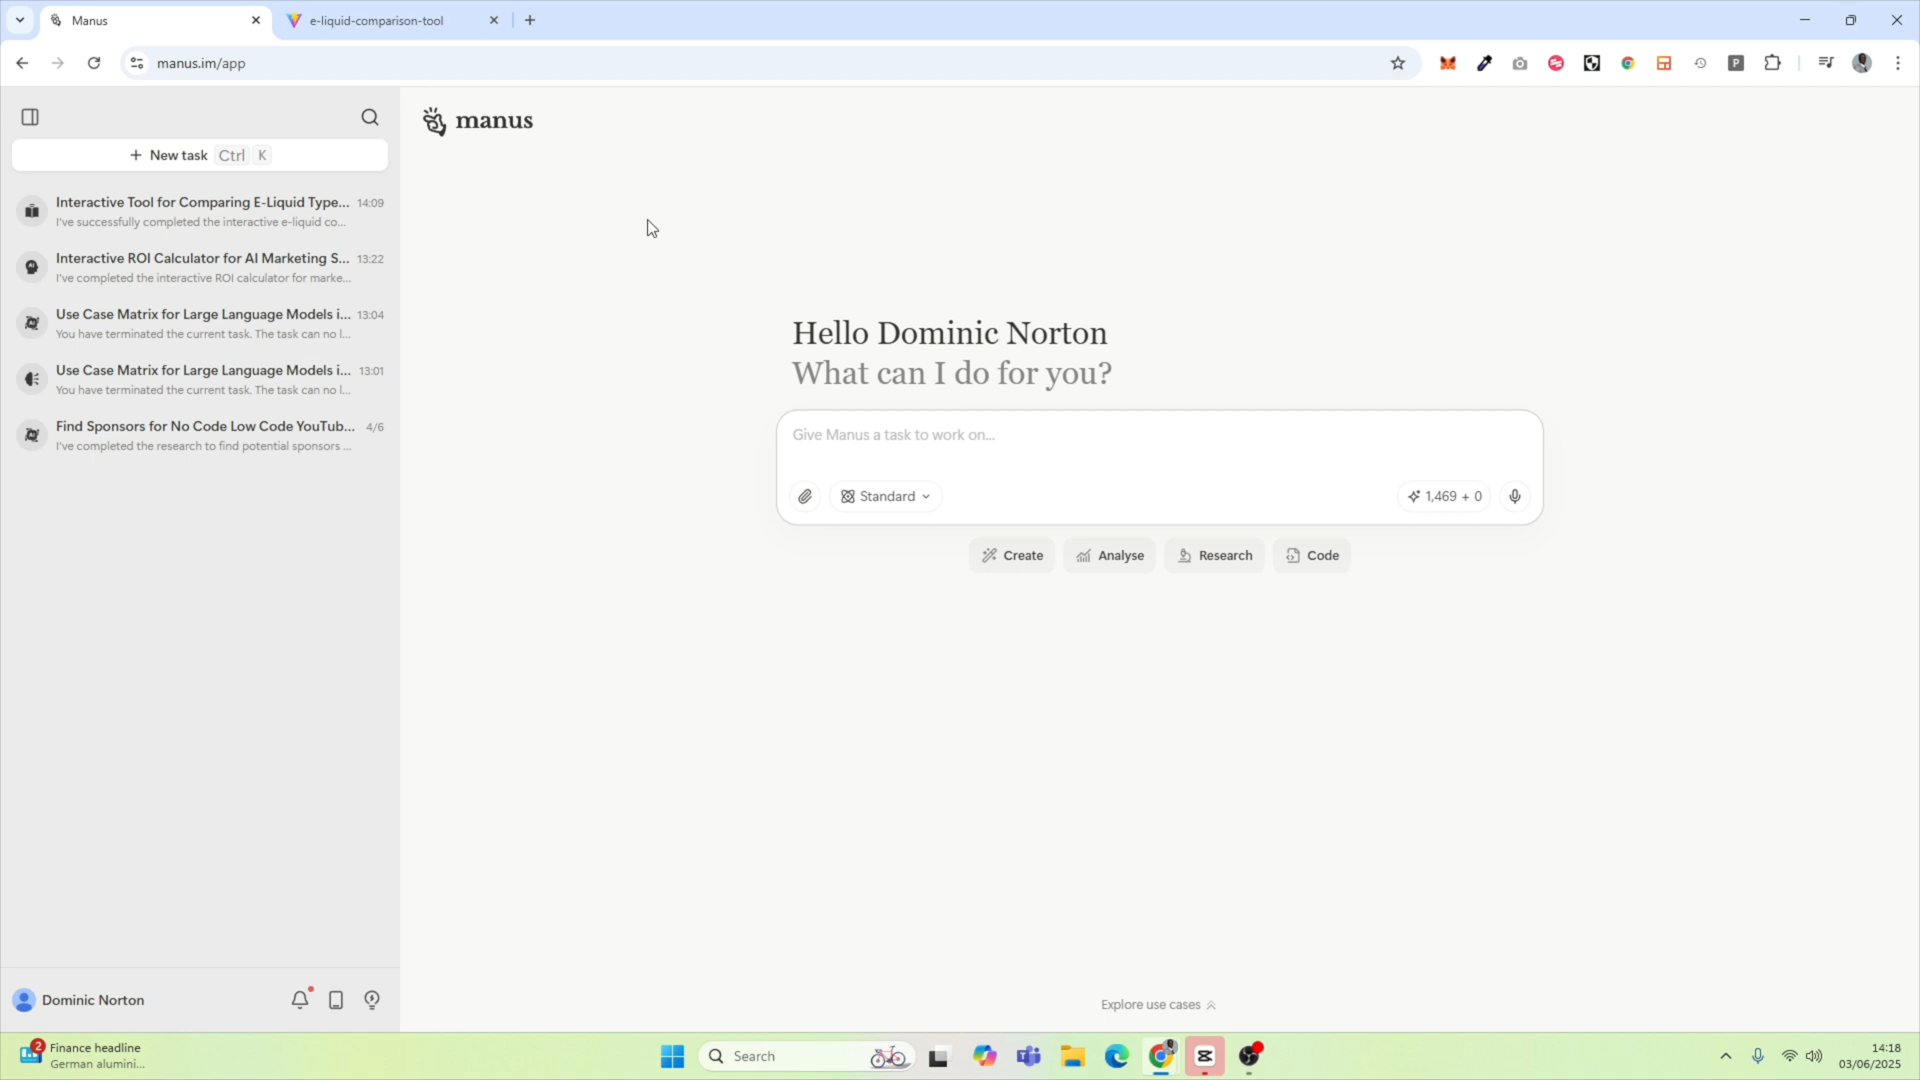 Manus
e-liquid-comparison-tool
manus.im/app
manus
+ New task Ctrl K
Interactive Tool for Comparing E-Liquid Type... 14:09
I've successfully completed the interactive e-liquid co...
Interactive ROI Calculator for AI Marketing S... 13:22
I've completed the interactive ROI calculator for marke...
Use Case Matrix for Large Language Models i... 13:04
You have terminated the current task. The task can no l...
Use Case Matrix for Large Language Models i... 13:01
You have terminated the current task. The task can no l...
Find Sponsors for No Code Low Code YouTub... 4/6
I've completed the research to find potential sponsors ...
Hello Dominic Norton
What can I do for you?
Give Manus a task to work on...
Standard
1,469 + 0
Create
Analyse
Research
Code
Dominic Norton
Explore use cases
2
Finance headline
German alumini...
Search
14:18
03/06/2025